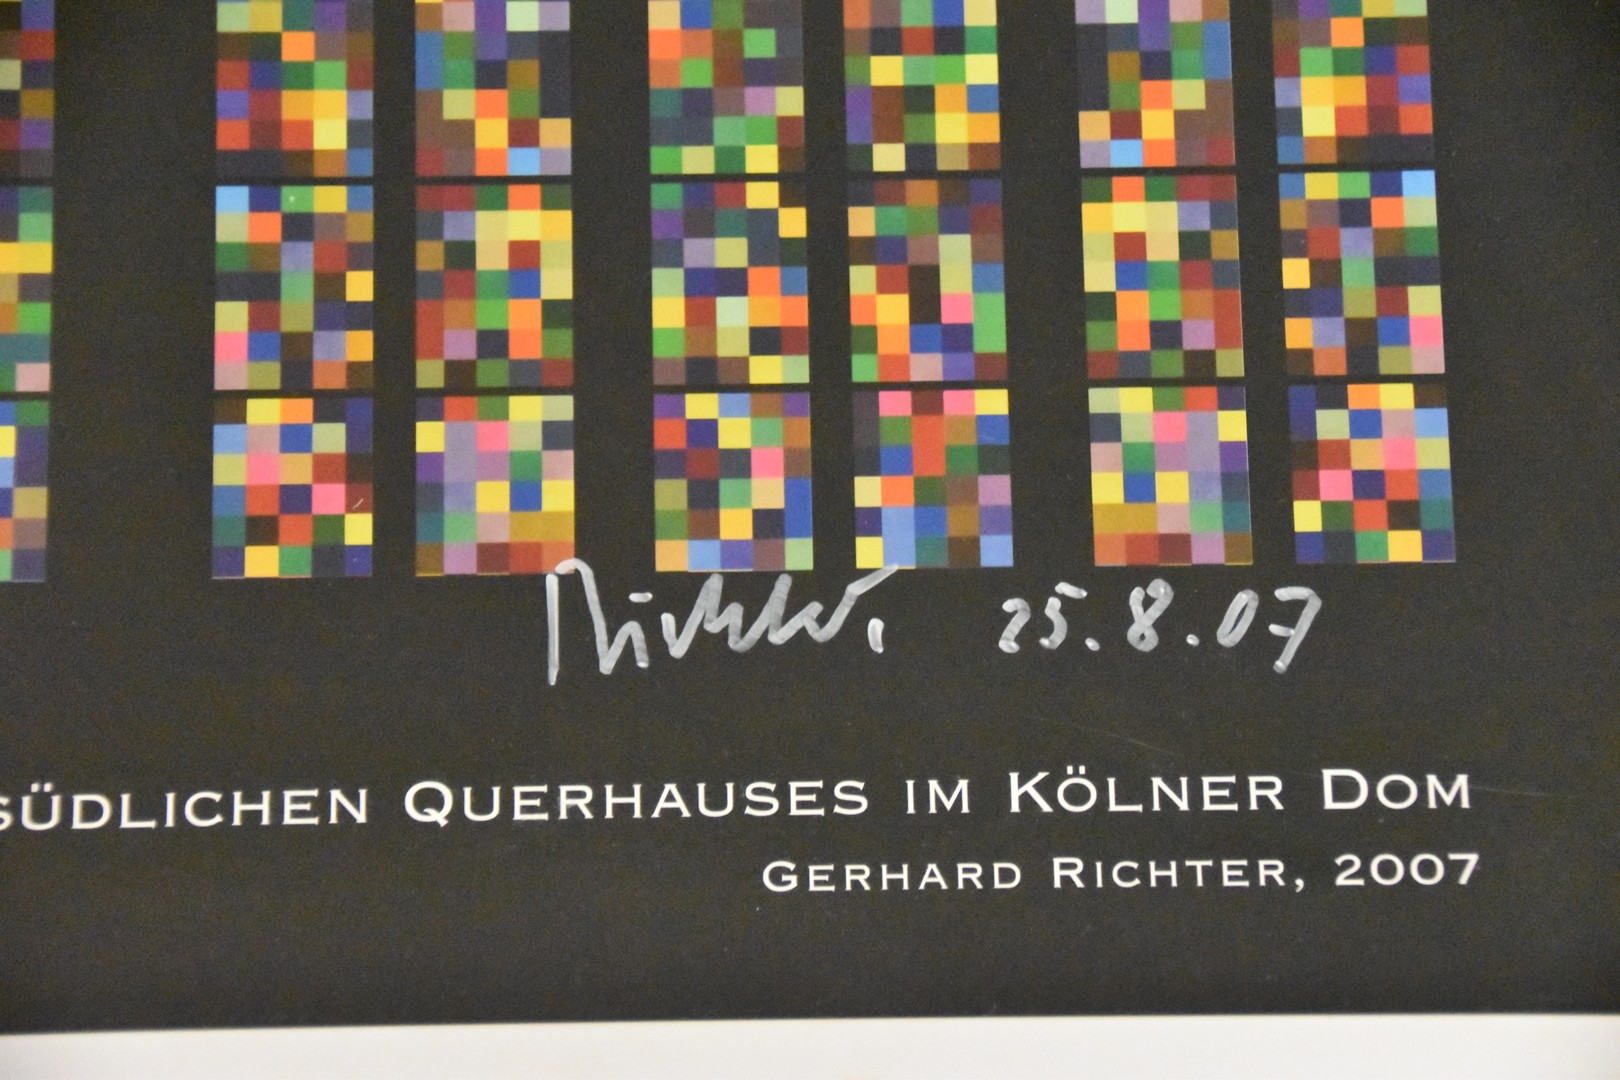 Richter. 25.8.07
SÜDLICHEN QUERHAUSES IM KÖLNER DOM
GERHARD RICHTER, 2007